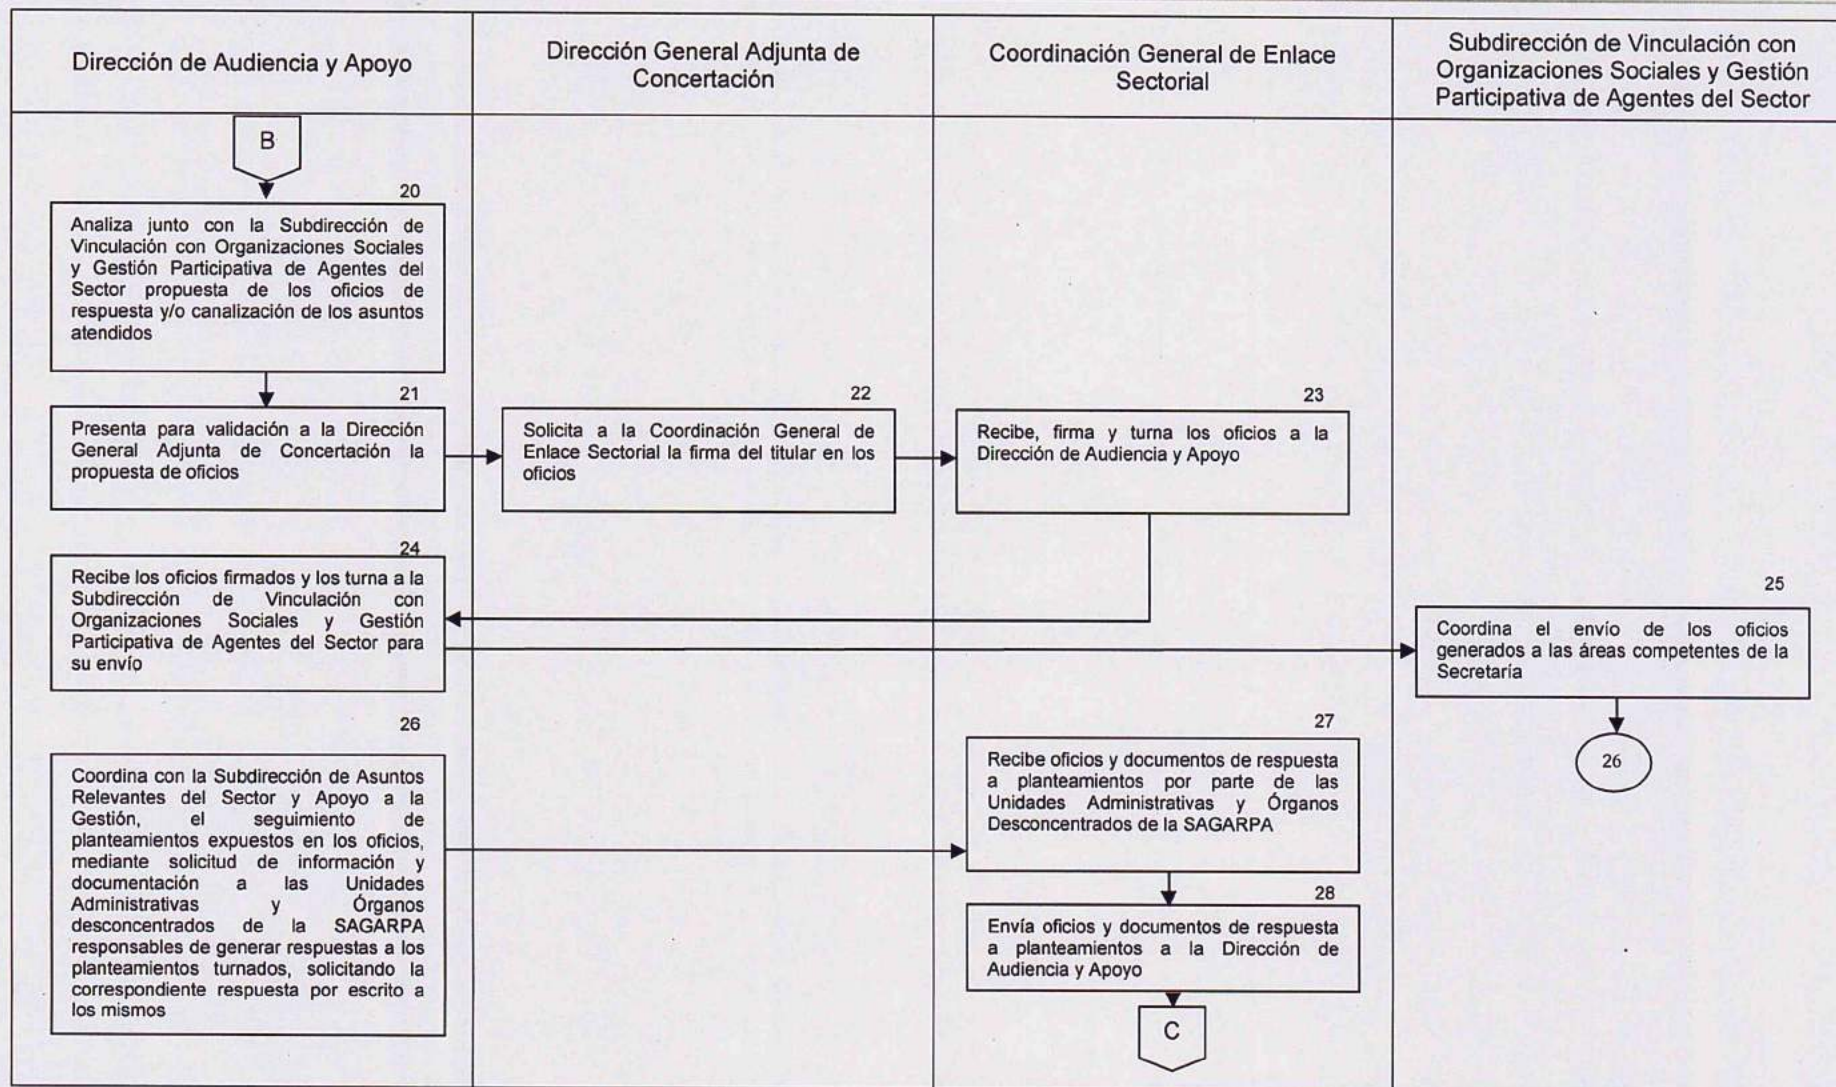 Dirección de Audiencia y Apoyo
Dirección General Adjunta de
Concertación
Coordinación General de Enlace
Sectorial
Subdirección de Vinculación con
Organizaciones Sociales y Gestión
Participativa de Agentes del Sector
B
20
Analiza junto con la Subdirección de
Vinculación con Organizaciones Sociales
y Gestión Participativa de Agentes del
Sector propuesta de los oficios de
respuesta y/o canalización de los asuntos
atendidos
21
Presenta para validación a la Dirección
General Adjunta de Concertación la
propuesta de oficios
22
Solicita a la Coordinación General de
Enlace Sectorial la firma del titular en los
oficios
23
Recibe, firma y turna los oficios a la
Dirección de Audiencia y Apoyo
24
Recibe los oficios firmados y los turna a la
Subdirección de Vinculación con
Organizaciones Sociales y Gestión
Participativa de Agentes del Sector para
su envío
25
Coordina el envío de los oficios
generados a las áreas competentes de la
Secretaría
26
26
Coordina con la Subdirección de Asuntos
Relevantes del Sector y Apoyo a la
Gestión, el seguimiento de
planteamientos expuestos en los oficios,
mediante solicitud de información y
documentación a las Unidades
Administrativas y Órganos
desconcentrados de la SAGARPA
responsables de generar respuestas a los
planteamientos turnados, solicitando la
correspondiente respuesta por escrito a
los mismos
27
Recibe oficios y documentos de respuesta
a planteamientos por parte de las
Unidades Administrativas y Órganos
Desconcentrados de la SAGARPA
28
Envía oficios y documentos de respuesta
a planteamientos a la Dirección de
Audiencia y Apoyo
C